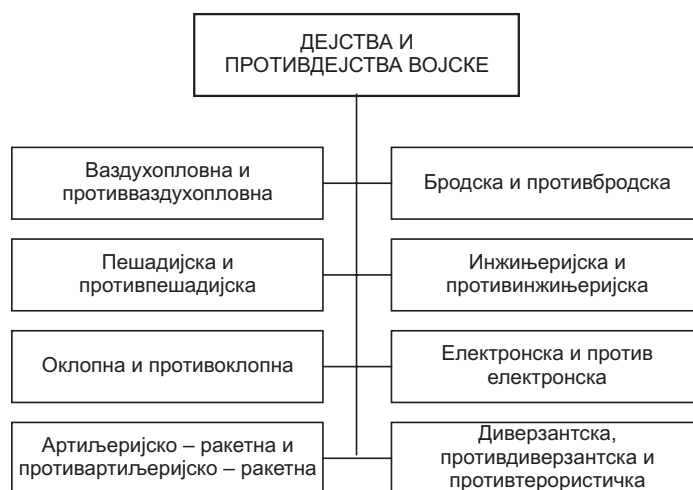 ДЕЈСТВА И
ПРОТИВДЕЈСТВА ВОЈСКЕ
Ваздухопловна и
противваздухопловна
Бродска и противбродска
Пешадијска и
противпешадијска
Инжињеријска и
противинжињеријска
Оклопна и противоклопна
Електронска и против
електронска
Артиљеријско – ракетна и
противартиљеријско – ракетна
Диверзантска,
противдиверзантска и
противтерористичка